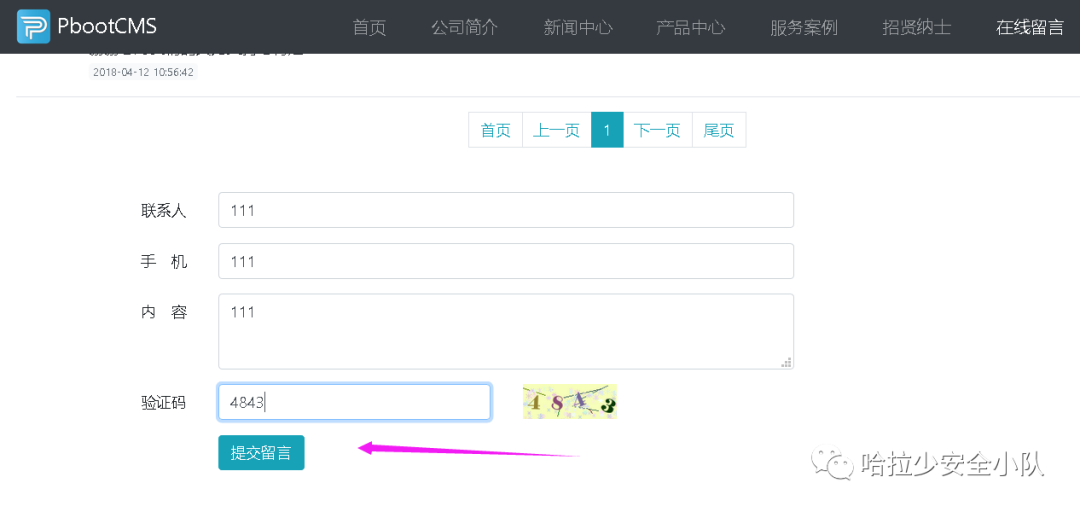 PbootCMS 首页 公司简介 新闻中心 产品中心 服务案例 招贤纳士 在线留言
2018-04-12 10:56:42
首页 上一页 1 下一页 尾页
联系人 111
手 机 111
内 容 111
验证码 4843 4843
提交留言
哈拉少安全小队